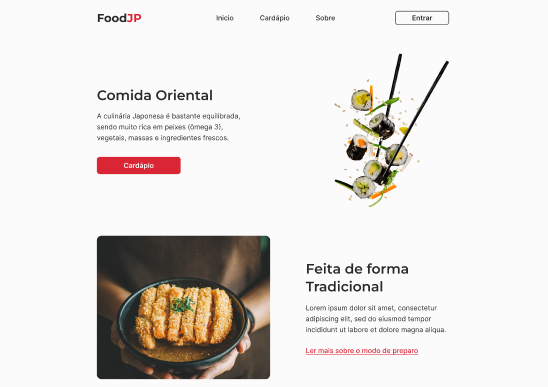 FoodJP
Inicio
Cardápio
Sobre
Entrar
Comida Oriental
A culinária Japonesa é bastante equilibrada,
sendo muito rica em peixes (ômega 3),
vegetais, massas e ingredientes frescos.
Cardápio
Feita de forma
Tradicional
Lorem ipsum dolor sit amet, consectetur
adipiscing elit, sed do eiusmod tempor
incididunt ut labore et dolore magna aliqua.
Ler mais sobre o modo de preparo